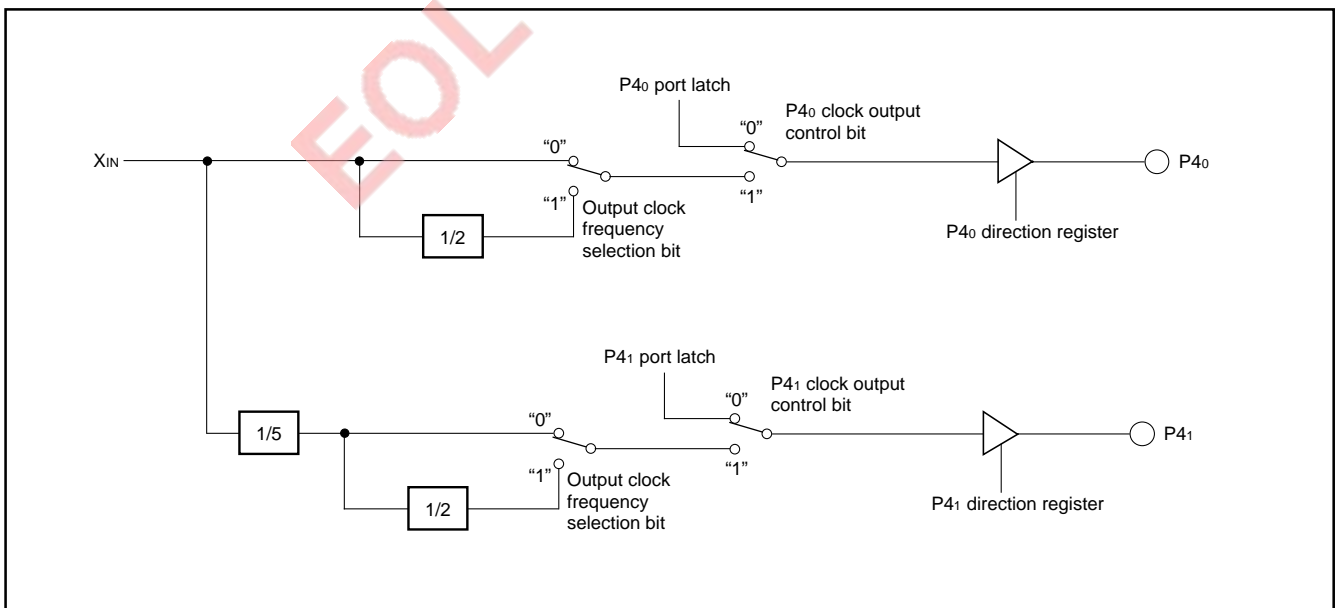 EOL
P40 port latch
P40 clock output
control bit
“0”
“0”
XIN
P40
“1”
“1”
Output clock
frequency
selection bit
1/2
P40 direction register
P41 port latch
P41 clock output
control bit
“0”
“0”
1/5
P41
“1”
“1”
Output clock
frequency
selection bit
1/2
P41 direction register